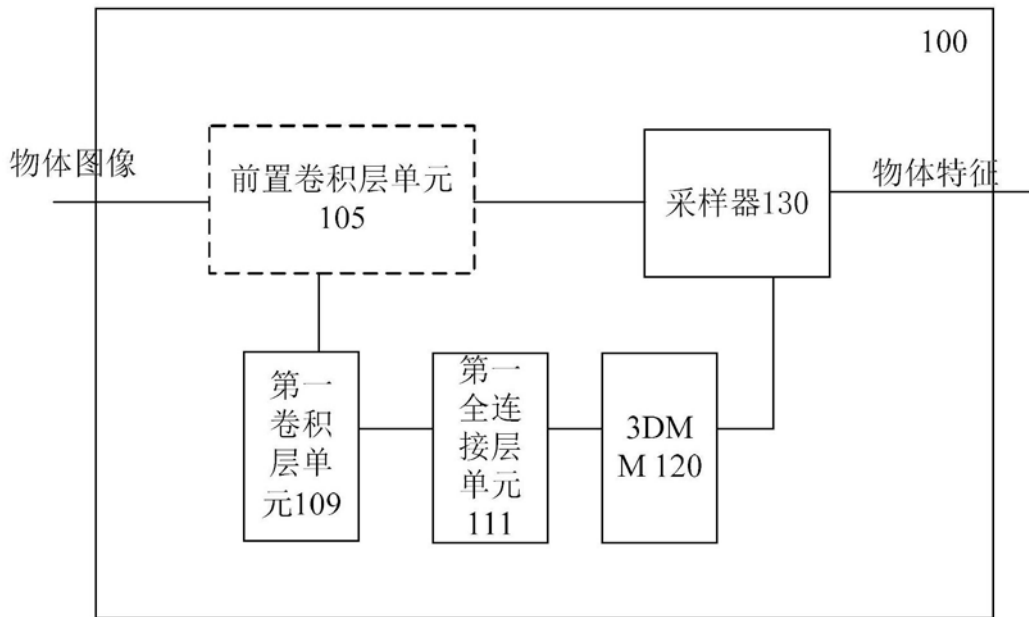 100
物体图像
前置卷积层单元
105
采样器130
物体特征
第一
卷积
层单
元109
第一
全连
接层
单元
111
3DM
M 120